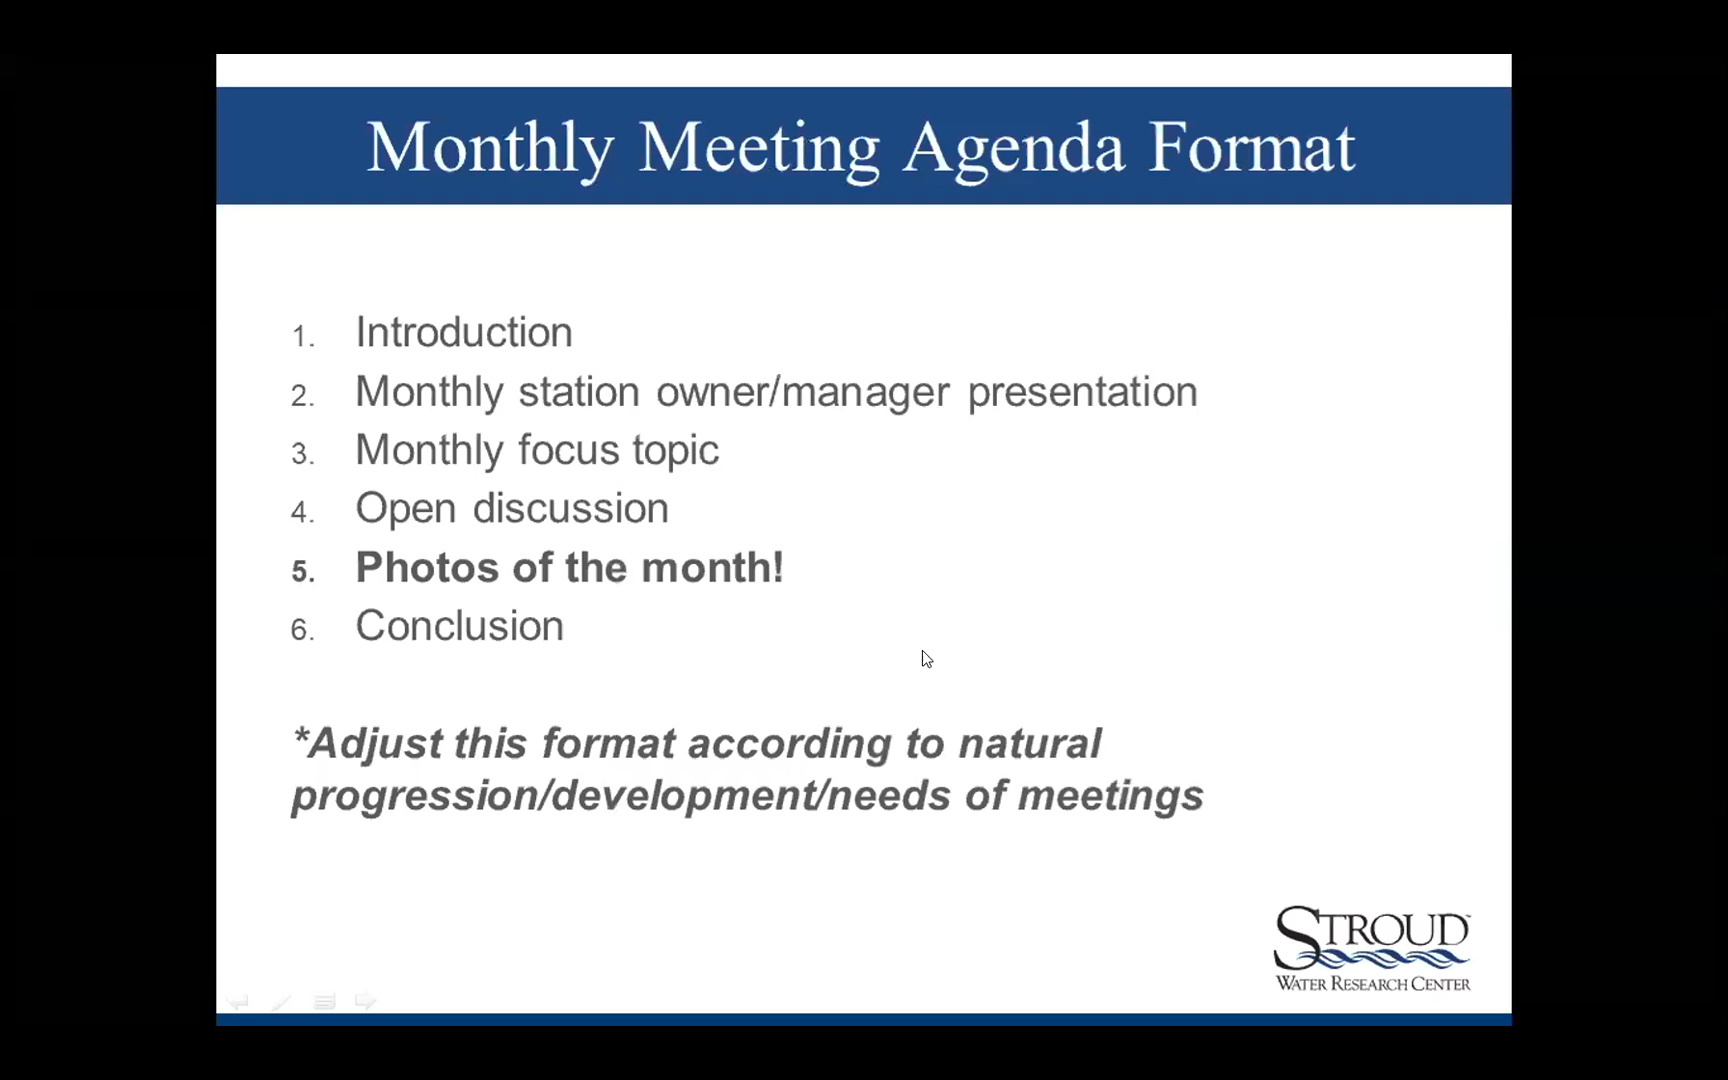 Monthly Meeting Agenda Format
1. Introduction
2. Monthly station owner/manager presentation
3. Monthly focus topic
4. Open discussion
5. Photos of the month!
6. Conclusion
*Adjust this format according to natural
progression/development/needs of meetings
STROUD™
WATER RESEARCH CENTER